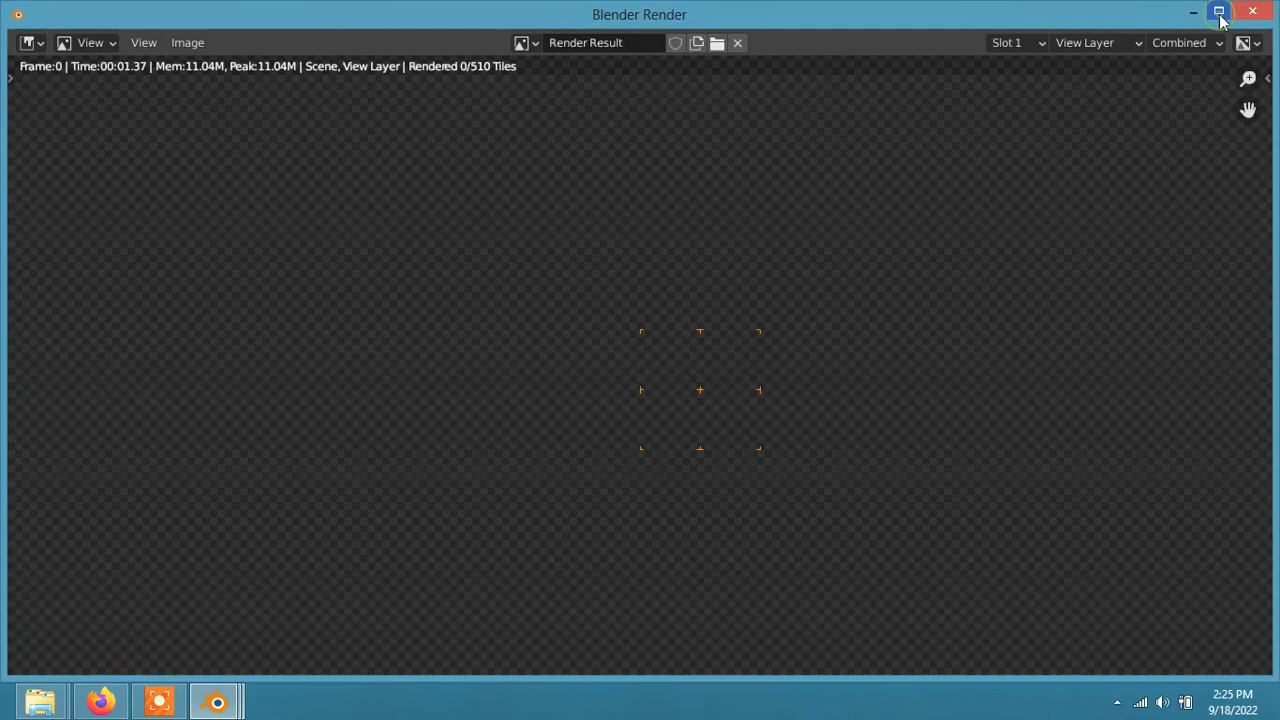 Blender Render
View View Image Render Result Slot 1 View Layer Combined
Frame:0 | Time:00:01.37 | Mem:11.04M, Peak:11.04M | Scene, View Layer | Rendered 0/510 Tiles
2:25 PM
9/18/2022